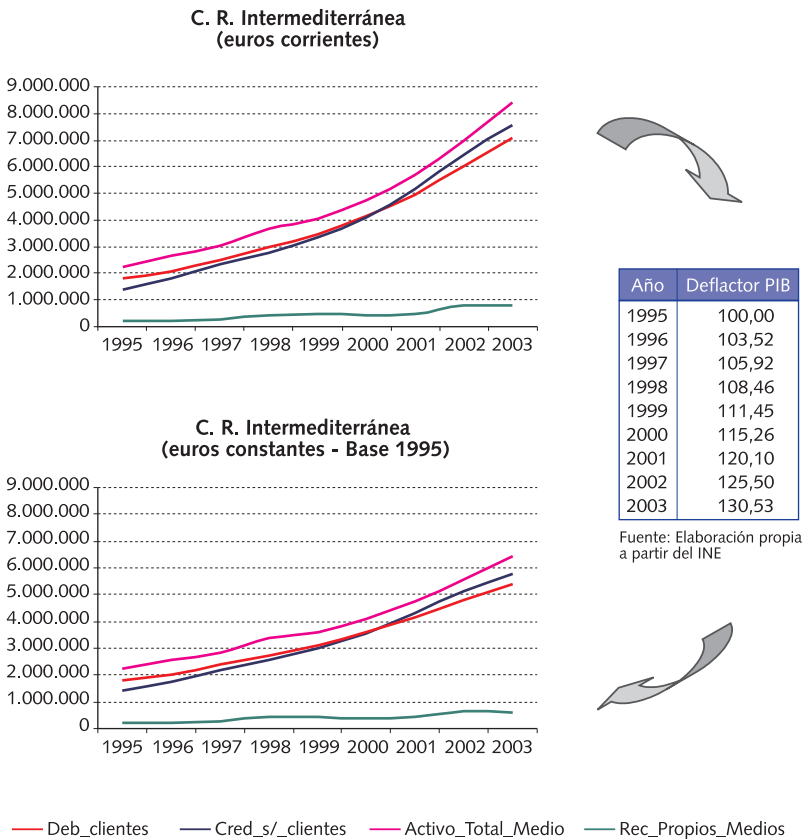 C. R. Intermediterránea
(euros corrientes)
9.000.000
8.000.000
7.000.000
6.000.000
5.000.000
4.000.000
3.000.000
2.000.000
1.000.000
0
1995 1996 1997 1998 1999 2000 2001 2002 2003
Año Deflactor PIB
1995 100,00
1996 103,52
1997 105,92
1998 108,46
1999 111,45
2000 115,26
2001 120,10
2002 125,50
2003 130,53
Fuente: Elaboración propia
a partir del INE
C. R. Intermediterránea
(euros constantes - Base 1995)
9.000.000
8.000.000
7.000.000
6.000.000
5.000.000
4.000.000
3.000.000
2.000.000
1.000.000
0
1995 1996 1997 1998 1999 2000 2001 2002 2003
Deb_clientes Cred_s/_clientes Activo_Total_Medio Rec_Propios_Medios